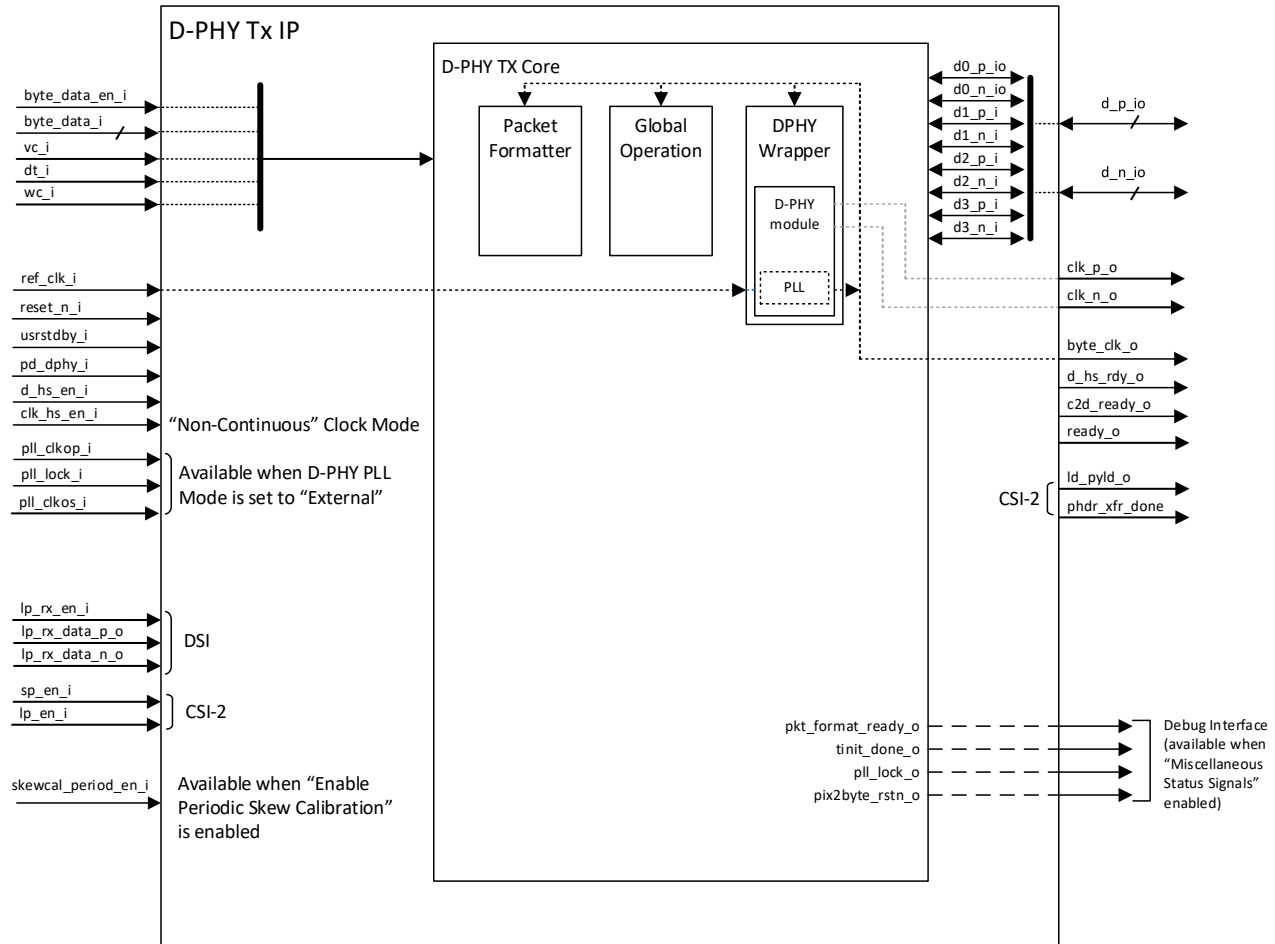 D-PHY Tx IP
D-PHY TX Core
byte_data_en_i
byte_data_i
vc_i
dt_i
wc_i
Packet
Formatter
Global
Operation
DPHY
Wrapper
D-PHY
module
PLL
d0_p_io
d0_n_io
d1_p_i
d1_n_i
d2_p_i
d2_n_i
d3_p_i
d3_n_i
d_p_io
d_n_io
ref_clk_i
reset_n_i
usrstdby_i
pd_dphy_i
d_hs_en_i
clk_hs_en_i
"Non-Continuous" Clock Mode
pll_clkop_i
pll_lock_i
pll_clkos_i
Available when D-PHY PLL
Mode is set to "External"
clk_p_o
clk_n_o
byte_clk_o
d_hs_rdy_o
c2d_ready_o
ready_o
ld_pyld_o
phdr_xfr_done
CSI-2
lp_rx_en_i
lp_rx_data_p_o
lp_rx_data_n_o
DSI
sp_en_i
lp_en_i
CSI-2
skewcal_period_en_i
Available when "Enable
Periodic Skew Calibration"
is enabled
pkt_format_ready_o
tinit_done_o
pll_lock_o
pix2byte_rstn_o
Debug Interface
(available when
"Miscellaneous
Status Signals"
enabled)